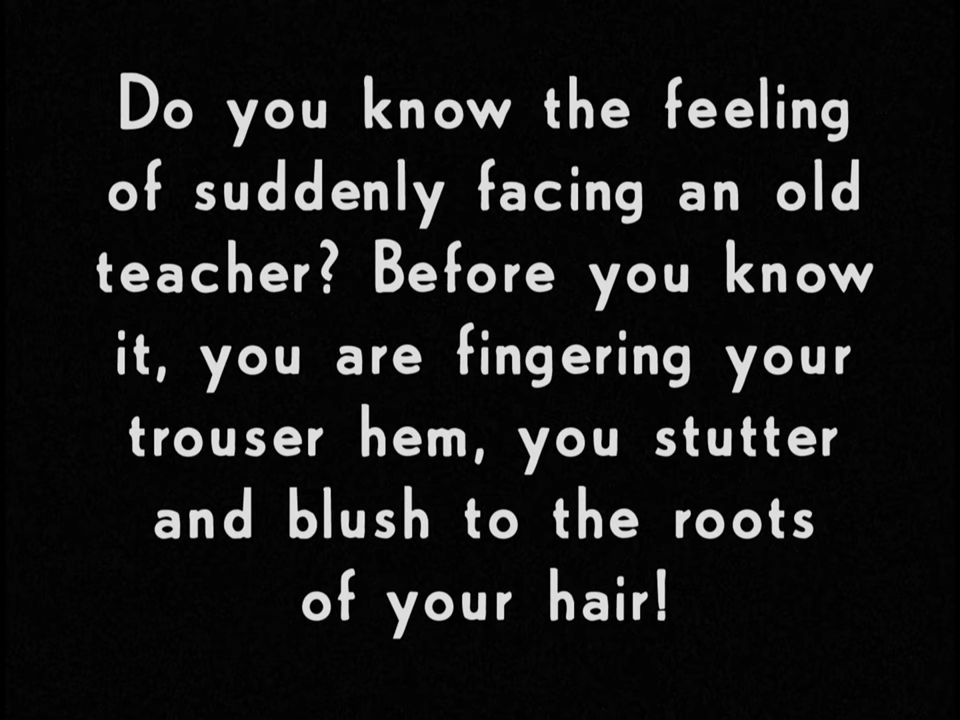 Do you know the feeling
of suddenly facing an old
teacher? Before you know
it, you are fingering your
trouser hem, you stutter
and blush to the roots
of your hair!